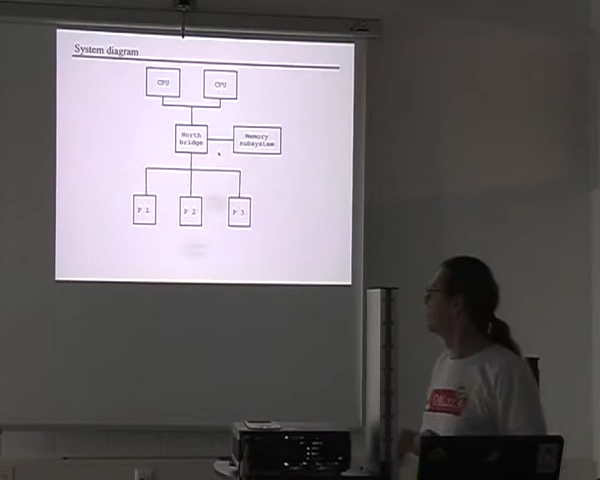 System diagram
CPU
CPU
North
bridge
Memory
subsystem
P 1
P 2
P 3